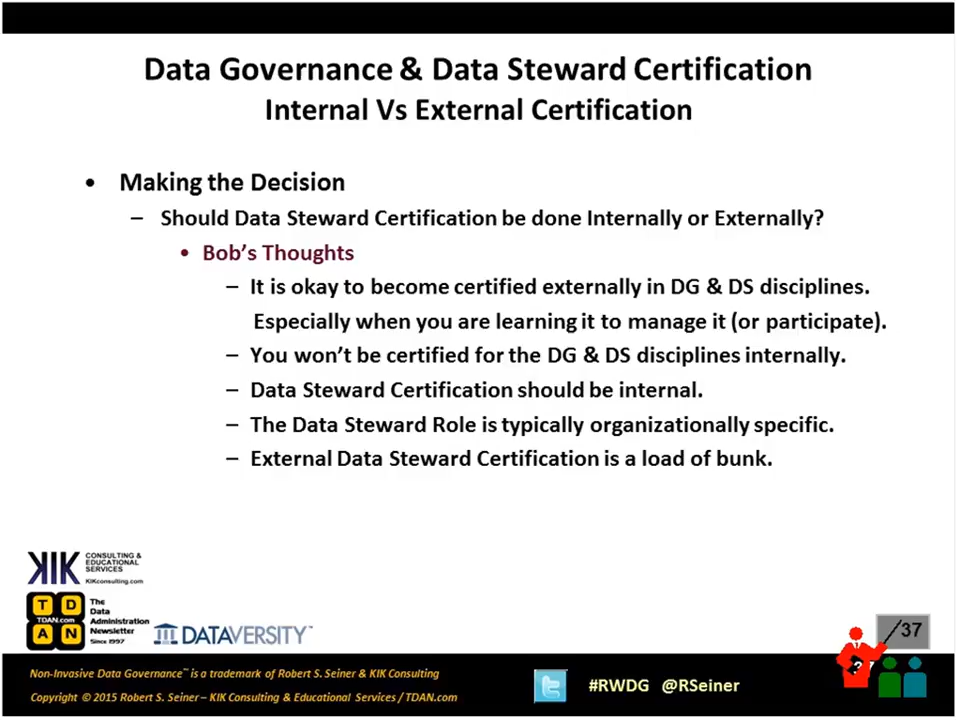 Data Governance & Data Steward Certification
Internal Vs External Certification
• Making the Decision
– Should Data Steward Certification be done Internally or Externally?
• Bob's Thoughts
– It is okay to become certified externally in DG & DS disciplines.
Especially when you are learning it to manage it (or participate).
– You won't be certified for the DG & DS disciplines internally.
– Data Steward Certification should be internal.
– The Data Steward Role is typically organizationally specific.
– External Data Steward Certification is a load of bunk.
KIK CONSULTING &
EDUCATIONAL
SERVICES
KIKconsulting.com
T D
TDAN.com
A N
The
Data
Administration
Newsletter
Since 1997
DATAVERSITY™
/37
Non-Invasive Data Governance™ is a trademark of Robert S. Seiner & KIK Consulting
Copyright © 2015 Robert S. Seiner – KIK Consulting & Educational Services / TDAN.com
#RWDG @RSeiner